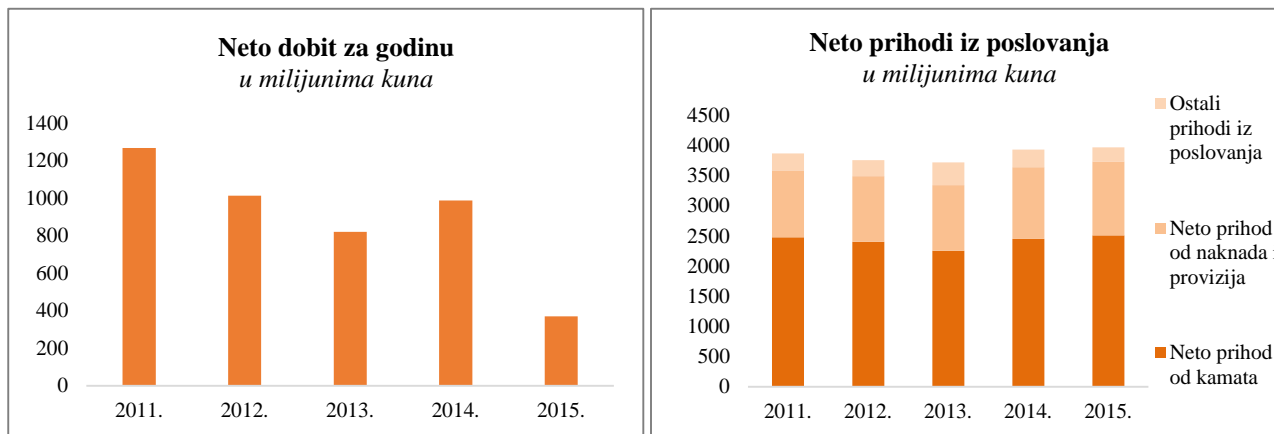 Neto dobit za godinu
u milijunima kuna
1400
1200
1000
800
600
400
200
0
2011.
2012.
2013.
2014.
2015.
Neto prihodi iz poslovanja
u milijunima kuna
4500
4000
3500
3000
2500
2000
1500
1000
500
0
2011.
2012.
2013.
2014.
2015.
Ostali
prihodi iz
poslovanja
Neto prihod
od naknada i
provizija
Neto prihod
od kamata